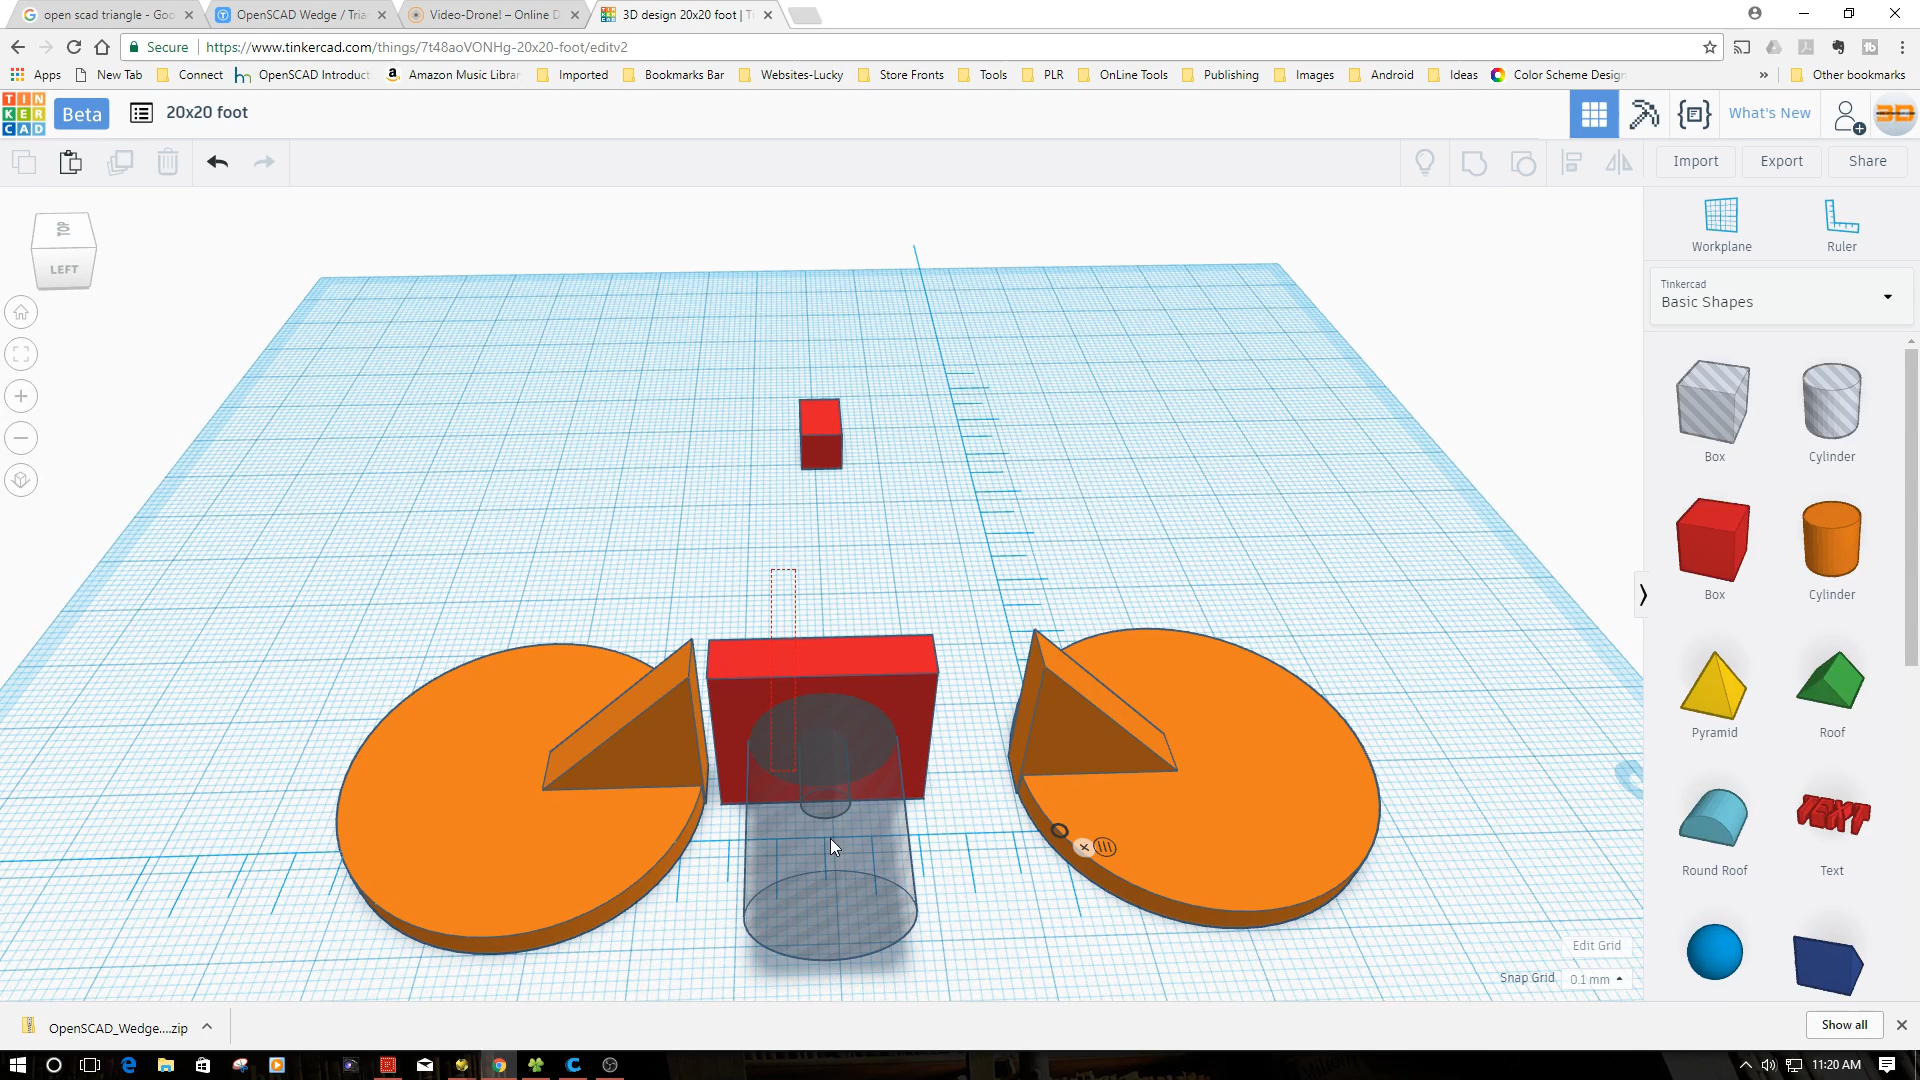 open scad triangle - Goo
OpenSCAD Wedge / Tria
Video-Drone! – Online D
3D design 20x20 foot | Ti
Secure
https://www.tinkercad.com/things/7t48aoVONHg-20x20-foot/editv2
Apps
New Tab
Connect
OpenSCAD Introduct
Amazon Music Librar
Imported
Bookmarks Bar
Websites-Lucky
Store Fronts
Tools
PLR
OnLine Tools
Publishing
Images
Android
Ideas
Color Scheme Design
»
Other bookmarks
TIN
KER
CAD
Beta
20x20 foot
What's New
3D
Import
Export
Share
TOP
LEFT
Workplane
Ruler
Tinkercad
Basic Shapes
Box
Cylinder
Box
Cylinder
Pyramid
Roof
Round Roof
TEXT
Text
Edit Grid
Snap Grid
0.1 mm
OpenSCAD_Wedge....zip
Show all
11:20 AM